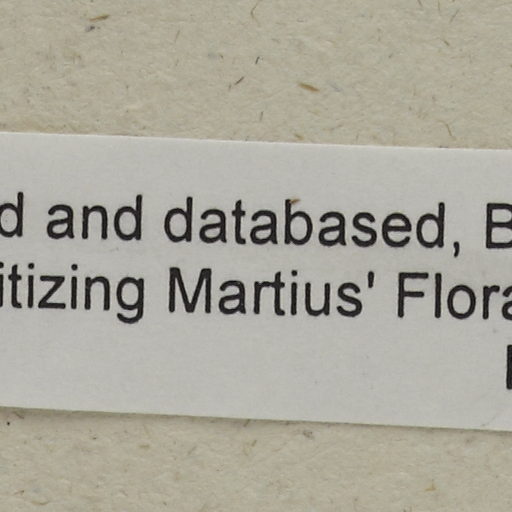 d and databased, B
itizing Martius' Flora